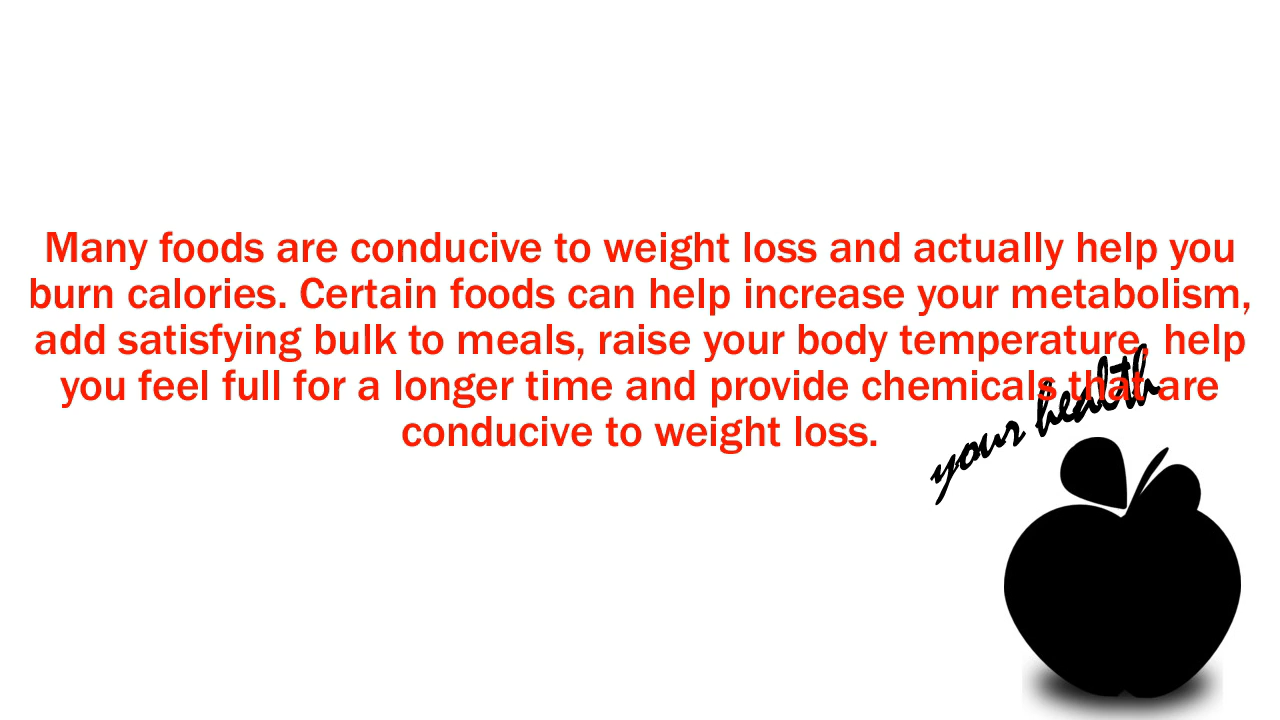 Many foods are conducive to weight loss and actually help you
burn calories. Certain foods can help increase your metabolism,
add satisfying bulk to meals, raise your body temperature, help
you feel full for a longer time and provide chemicals that are
conducive to weight loss.
your health